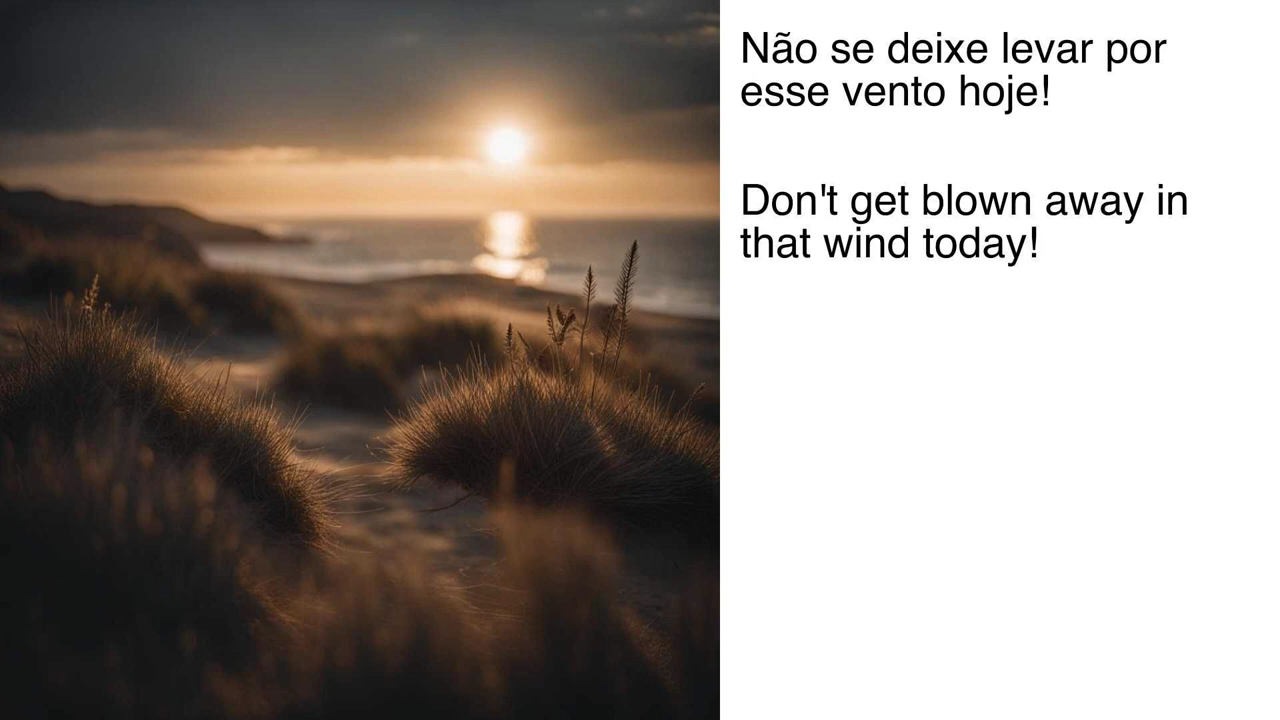 Não se deixe levar por
esse vento hoje!
Don't get blown away in
that wind today!